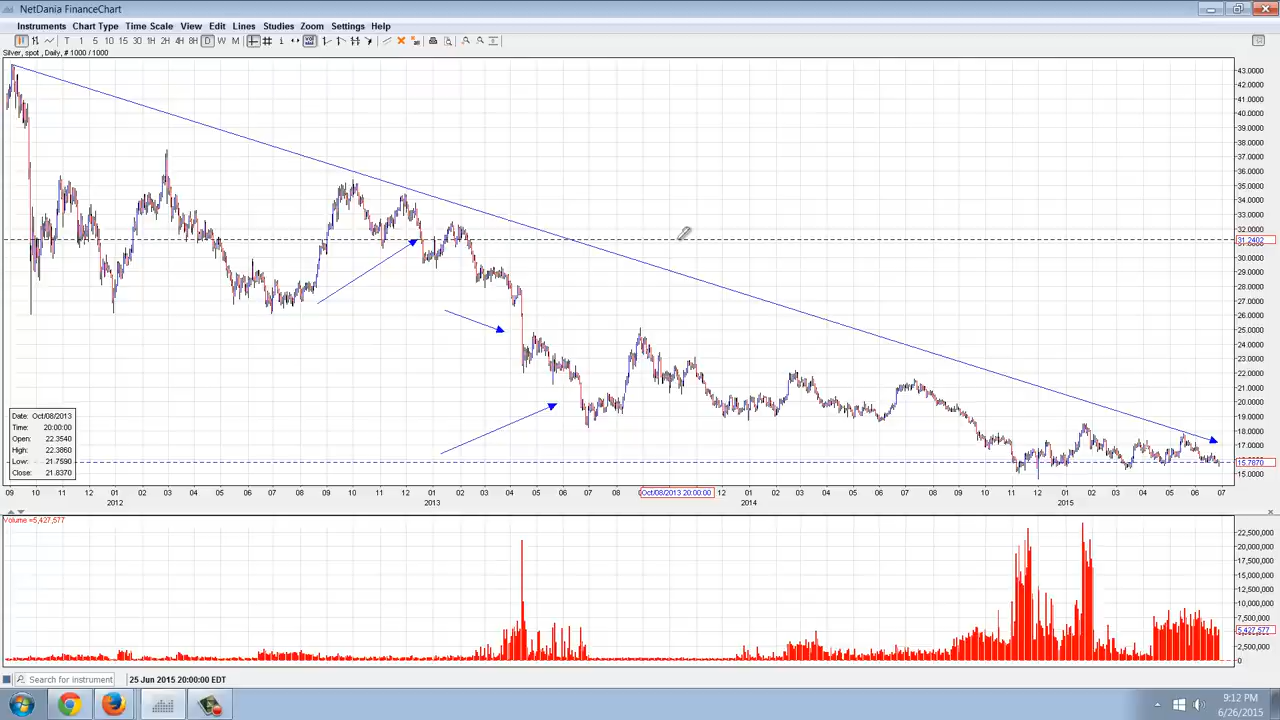 NetDania FinanceChart
Instruments Chart Type Time Scale View Edit Lines Studies Zoom Settings Help
T 1 5 10 15 30 1H 2H 4H 8H D W M
Silver, spot , Daily, # 1000 / 1000
43.0000
42.0000
41.0000
40.0000
39.0000
38.0000
37.0000
36.0000
35.0000
34.0000
33.0000
32.0000
31.2402
30.0000
29.0000
28.0000
27.0000
26.0000
25.0000
24.0000
23.0000
22.0000
21.0000
20.0000
19.0000
18.0000
17.0000
15.7670
15.0000
Date: Oct/08/2013
Time: 20:00:00
Open: 22.3540
High: 22.3860
Low: 21.7590
Close: 21.8370
09 10 11 12 01 02 03 04 05 06 07 08 09 10 11 12 01 02 03 04 05 06 07 08 Oct/08/2013 20:00:00 12 01 02 03 04 05 06 07 08 09 10 11 12 01 02 03 04 05 06 07
2012 2013 2014 2015
Volume =5,427,577
22,500,000
20,000,000
17,500,000
15,000,000
12,500,000
10,000,000
7,500,000
5,427,577
2,500,000
0
Search for instrument 25 Jun 2015 20:00:00 EDT
9:12 PM
6/26/2015